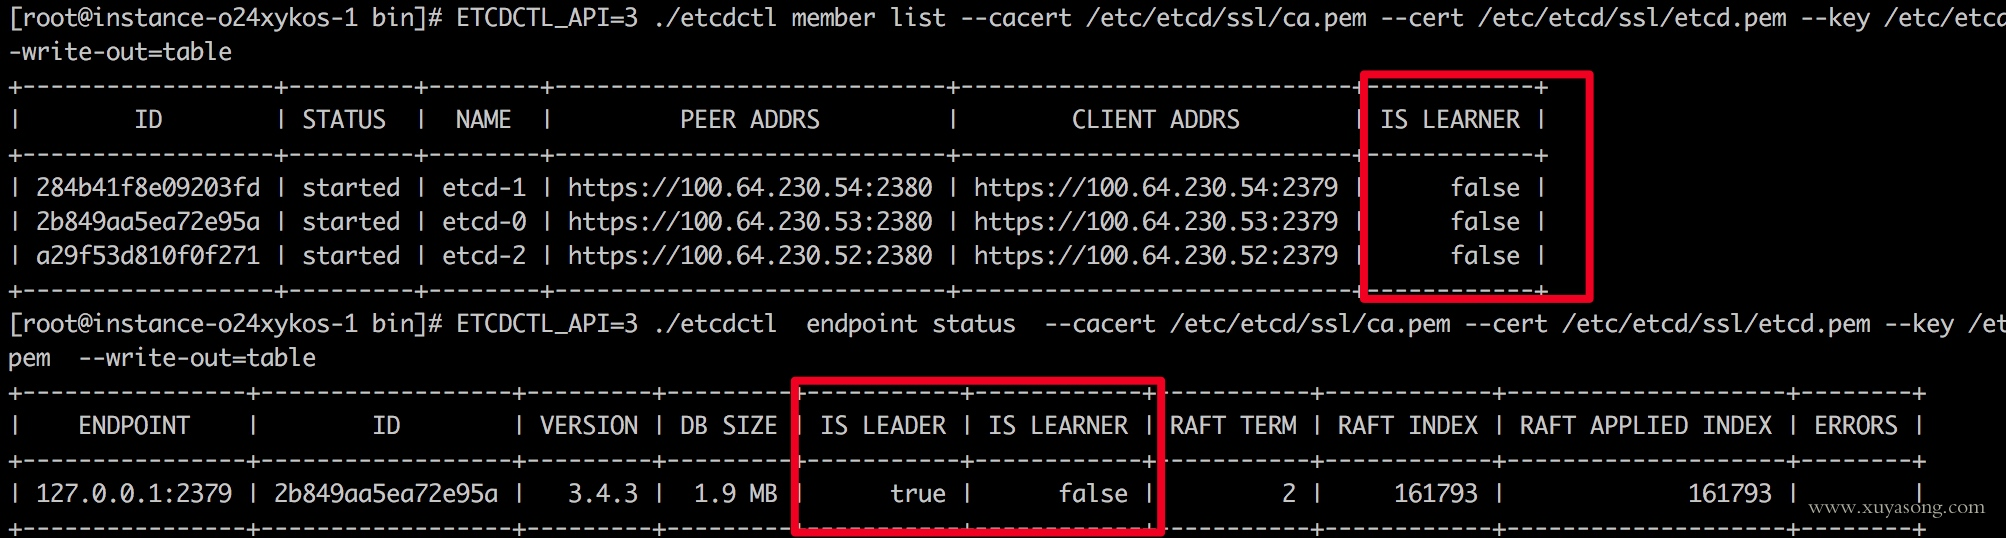 [root@instance-o24xykos-1 bin]# ETCDCTL_API=3 ./etcdctl member list --cacert /etc/etcd/ssl/ca.pem --cert /etc/etcd/ssl/etcd.pem --key /etc/etcd
-write-out=table
+-------------------+---------+--------+----------------------------+----------------------------+------------+
| ID | STATUS | NAME | PEER ADDRS | CLIENT ADDRS | IS LEARNER |
+-------------------+---------+--------+----------------------------+----------------------------+------------+
| 284b41f8e09203fd | started | etcd-1 | https://100.64.230.54:2380 | https://100.64.230.54:2379 | false |
| 2b849aa5ea72e95a | started | etcd-0 | https://100.64.230.53:2380 | https://100.64.230.53:2379 | false |
| a29f53d810f0f271 | started | etcd-2 | https://100.64.230.52:2380 | https://100.64.230.52:2379 | false |
+-------------------+---------+--------+----------------------------+----------------------------+------------+
[root@instance-o24xykos-1 bin]# ETCDCTL_API=3 ./etcdctl  endpoint status  --cacert /etc/etcd/ssl/ca.pem --cert /etc/etcd/ssl/etcd.pem --key /et
pem  --write-out=table
+----------------+------------------+---------+---------+-----------+------------+-----------+------------+--------------------+--------+
| ENDPOINT | ID | VERSION | DB SIZE | IS LEADER | IS LEARNER | RAFT TERM | RAFT INDEX | RAFT APPLIED INDEX | ERRORS |
+----------------+------------------+---------+---------+-----------+------------+-----------+------------+--------------------+--------+
| 127.0.0.1:2379 | 2b849aa5ea72e95a | 3.4.3 | 1.9 MB | true | false | 2 | 161793 | 161793 | |
+----------------+------------------+---------+---------+-----------+------------+-----------+------------+--------------------+--------+
www.xuyasong.com